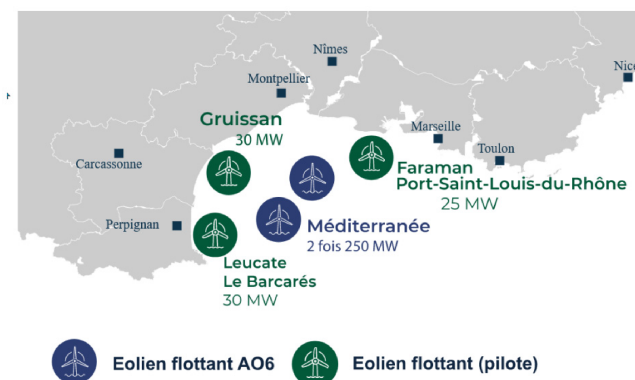 Nîmes
Nice
Montpellier
Gruissan
30 MW
Marseille
Toulon
Carcassonne
Faraman
Port-Saint-Louis-du-Rhône
25 MW
Perpignan
Méditerranée
2 fois 250 MW
Leucate
Le Barcarés
30 MW
Eolien flottant AO6
Eolien flottant (pilote)